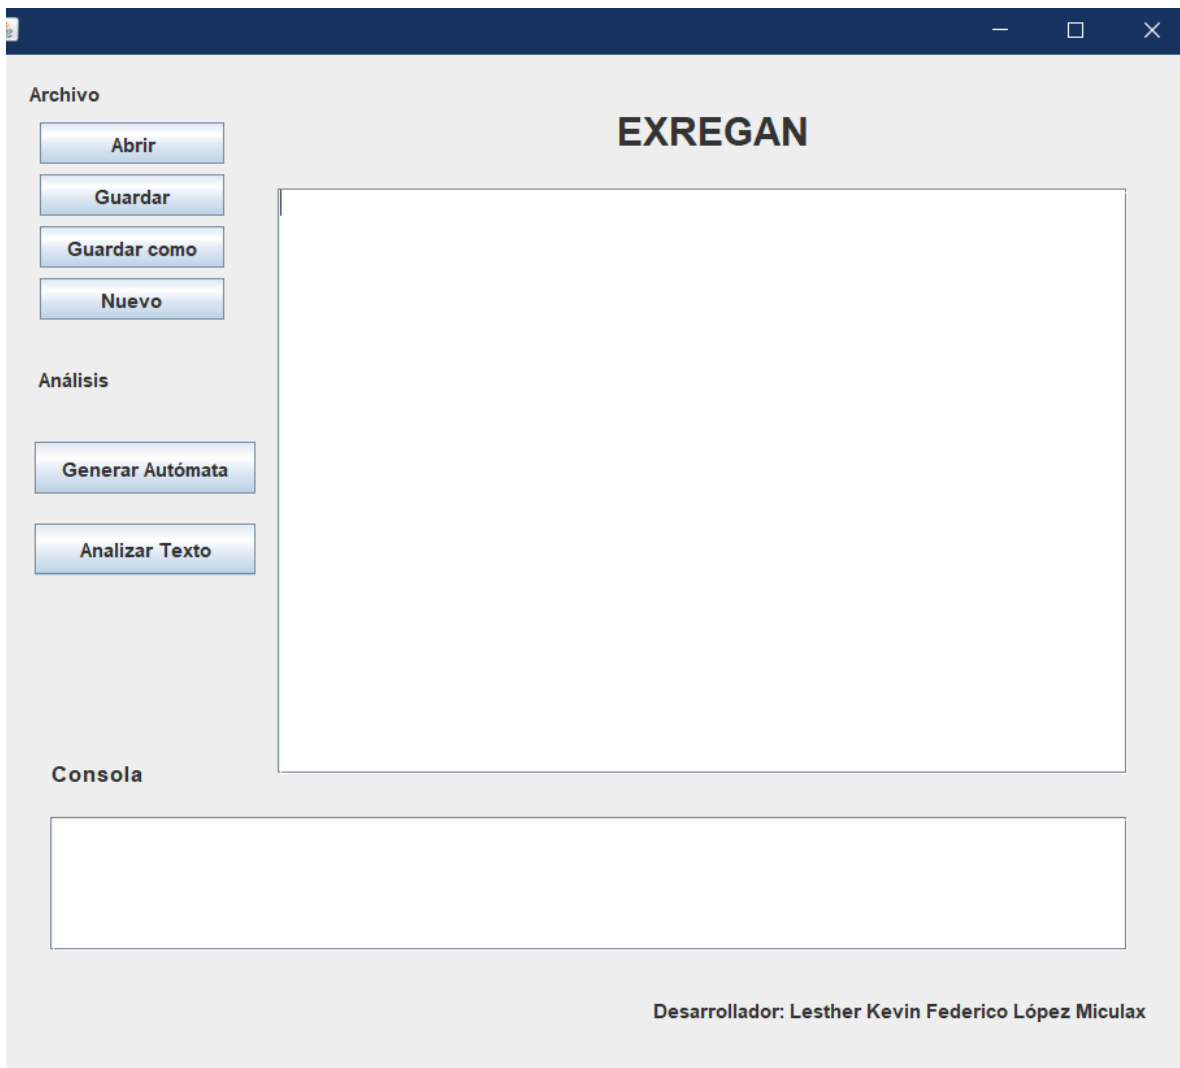 Archivo
EXREGAN
Abrir
Guardar
Guardar como
Nuevo
Análisis
Generar Autómata
Analizar Texto
Consola
Desarrollador: Lesther Kevin Federico López Miculax